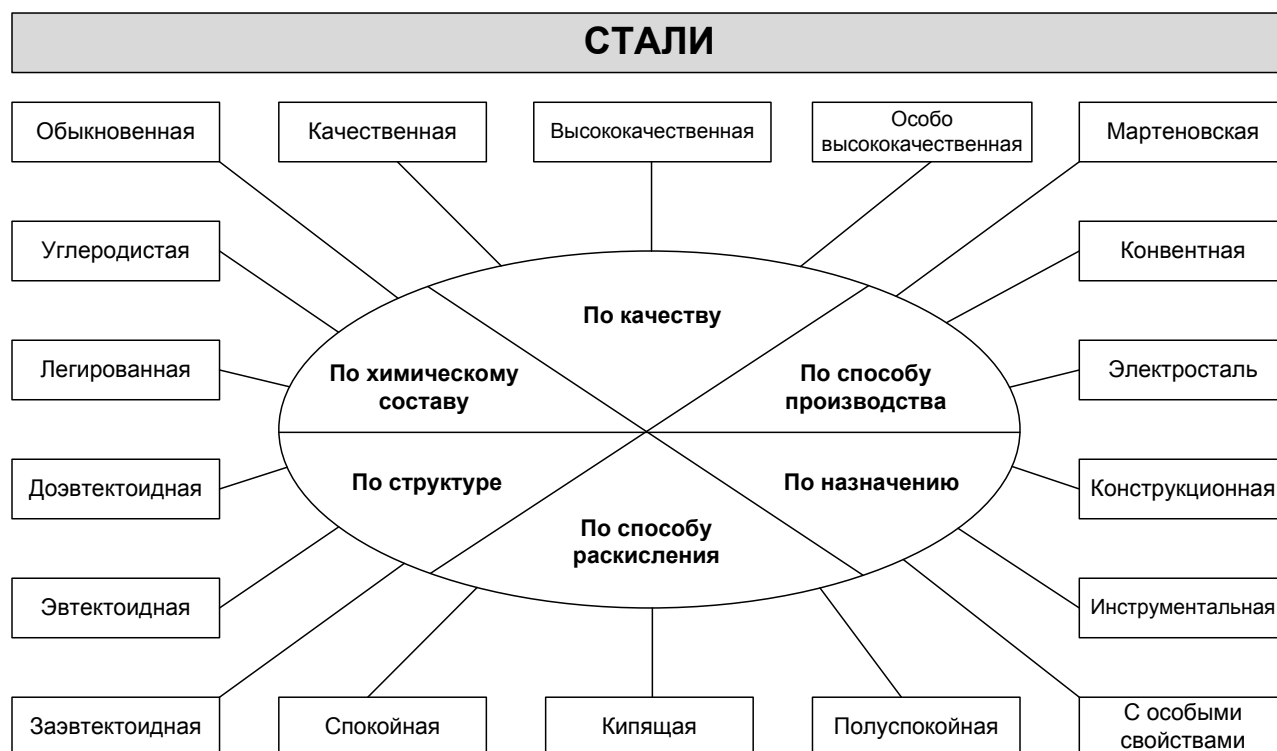 СТАЛИ
Обыкновенная
Качественная
Высококачественная
Особо
высококачественная
Мартеновская
Углеродистая
Конвентная
По качеству
Легированная
По химическому
составу
По способу
производства
Электросталь
Доэвтектоидная
По структуре
По назначению
Конструкционная
По способу
раскисления
Эвтектоидная
Инструментальная
Заэвтектоидная
Спокойная
Кипящая
Полуспокойная
С особыми
свойствами